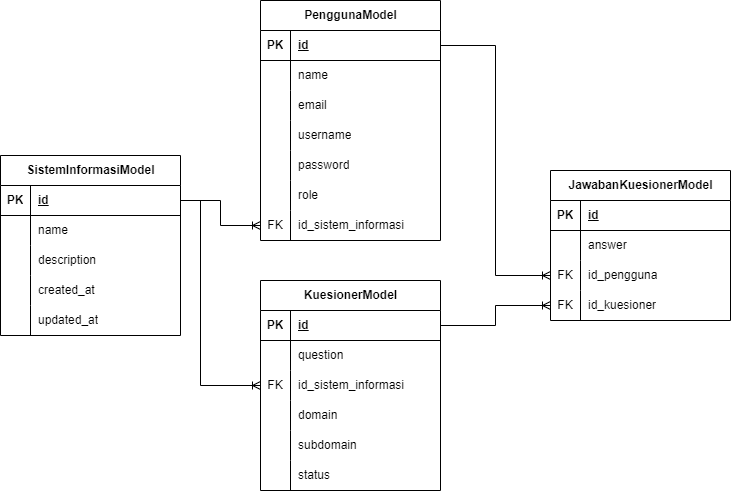 PenggunaModel
PK id
name
email
username
password
role
FK id_sistem_informasi
SistemInformasiModel
PK id
name
description
created_at
updated_at
KuesionerModel
PK id
question
FK id_sistem_informasi
domain
subdomain
status
JawabanKuesionerModel
PK id
answer
FK id_pengguna
FK id_kuesioner